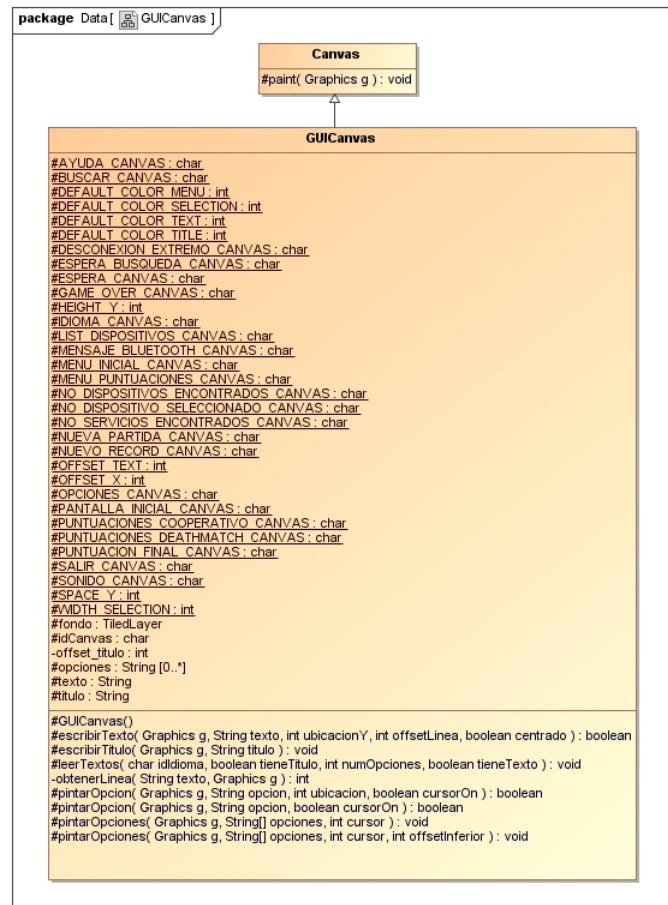 package Data [ GUICanvas ]
Canvas
#paint( Graphics g ) : void
GUICanvas
#AYUDA_CANVAS : char
#BUSCAR_CANVAS : char
#DEFAULT_COLOR_MENU : int
#DEFAULT_COLOR_SELECTION : int
#DEFAULT_COLOR_TEXT : int
#DEFAULT_COLOR_TITLE : int
#DESCONEXION_EXTREMO_CANVAS : char
#ESPERA_BUSQUEDA_CANVAS : char
#ESPERA_CANVAS : char
#GAME_OVER_CANVAS : char
#HEIGHT_Y : int
#IDIOMA_CANVAS : char
#LIST_DISPOSITIVOS_CANVAS : char
#MENSAJE_BLUETOOTH_CANVAS : char
#MENU_INICIAL_CANVAS : char
#MENU_PUNTUACIONES_CANVAS : char
#NO_DISPOSITIVOS_ENCONTRADOS_CANVAS : char
#NO_DISPOSITIVO_SELECCIONADO_CANVAS : char
#NO_SERVICIOS_ENCONTRADOS_CANVAS : char
#NUEVA_PARTIDA_CANVAS : char
#NUEVO_RECORD_CANVAS : char
#OFFSET_TEXT : int
#OFFSET_X : int
#OPCIONES_CANVAS : char
#PANTALLA_INICIAL_CANVAS : char
#PUNTUACIONES_COOPERATIVO_CANVAS : char
#PUNTUACIONES_DEATHMATCH_CANVAS : char
#PUNTUACION_FINAL_CANVAS : char
#SALIR_CANVAS : char
#SONIDO_CANVAS : char
#SPACE_Y : int
#WIDTH_SELECTION : int
#fondo : TiledLayer
#idCanvas : char
-offset_titulo : int
#opciones : String [0..*]
#texto : String
#titulo : String
#GUICanvas()
#escribirTexto( Graphics g, String texto, int ubicacionY, int offsetLinea, boolean centrado ) : boolean
#escribirTitulo( Graphics g, String titulo ) : void
#leerTextos( char idIdioma, boolean tieneTitulo, int numOpciones, boolean tieneTexto ) : void
-obtenerLinea( String texto, Graphics g ) : int
#pintarOpcion( Graphics g, String opcion, int ubicacion, boolean cursorOn ) : boolean
#pintarOpcion( Graphics g, String opcion, boolean cursorOn ) : boolean
#pintarOpciones( Graphics g, String[] opciones, int cursor ) : void
#pintarOpciones( Graphics g, String[] opciones, int cursor, int offsetInferior ) : void